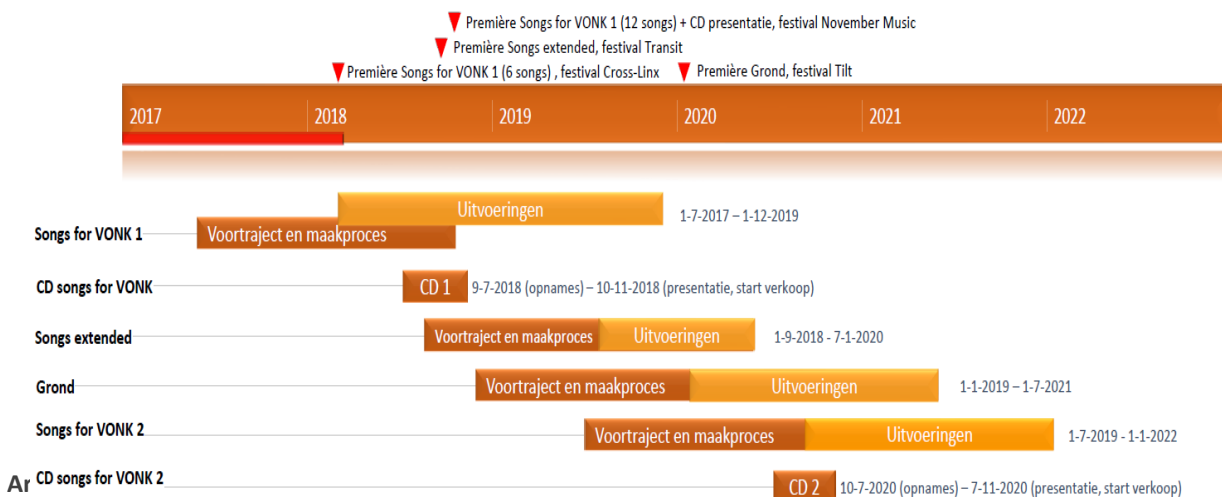 Première Songs for VONK 1 (12 songs) + CD presentatie, festival November Music
Première Songs extended, festival Transit
Première Songs for VONK 1 (6 songs) , festival Cross-Linx
Première Grond, festival Tilt
2017 2018 2019 2020 2021 2022
Uitvoeringen 1-7-2017 – 1-12-2019
Songs for VONK 1 Voortraject en maakproces
CD songs for VONK CD 1 9-7-2018 (opnames) – 10-11-2018 (presentatie, start verkoop)
Songs extended Voortraject en maakproces Uitvoeringen 1-9-2018 - 7-1-2020
Grond Voortraject en maakproces Uitvoeringen 1-1-2019 – 1-7-2021
Songs for VONK 2 Voortraject en maakproces Uitvoeringen 1-7-2019 - 1-1-2022
CD songs for VONK 2 CD 2 10-7-2020 (opnames) – 7-11-2020 (presentatie, start verkoop)